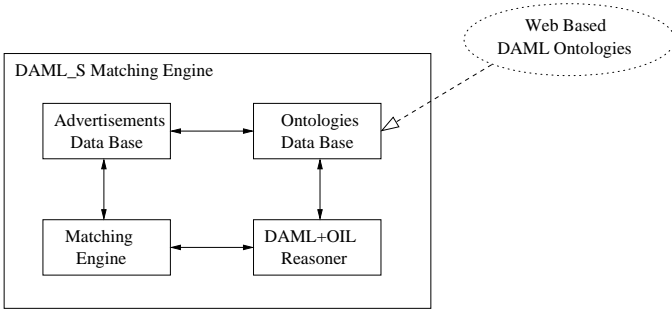 Web Based
DAML Ontologies
DAML_S Matching Engine
Advertisements
Data Base
Ontologies
Data Base
Matching
Engine
DAML+OIL
Reasoner